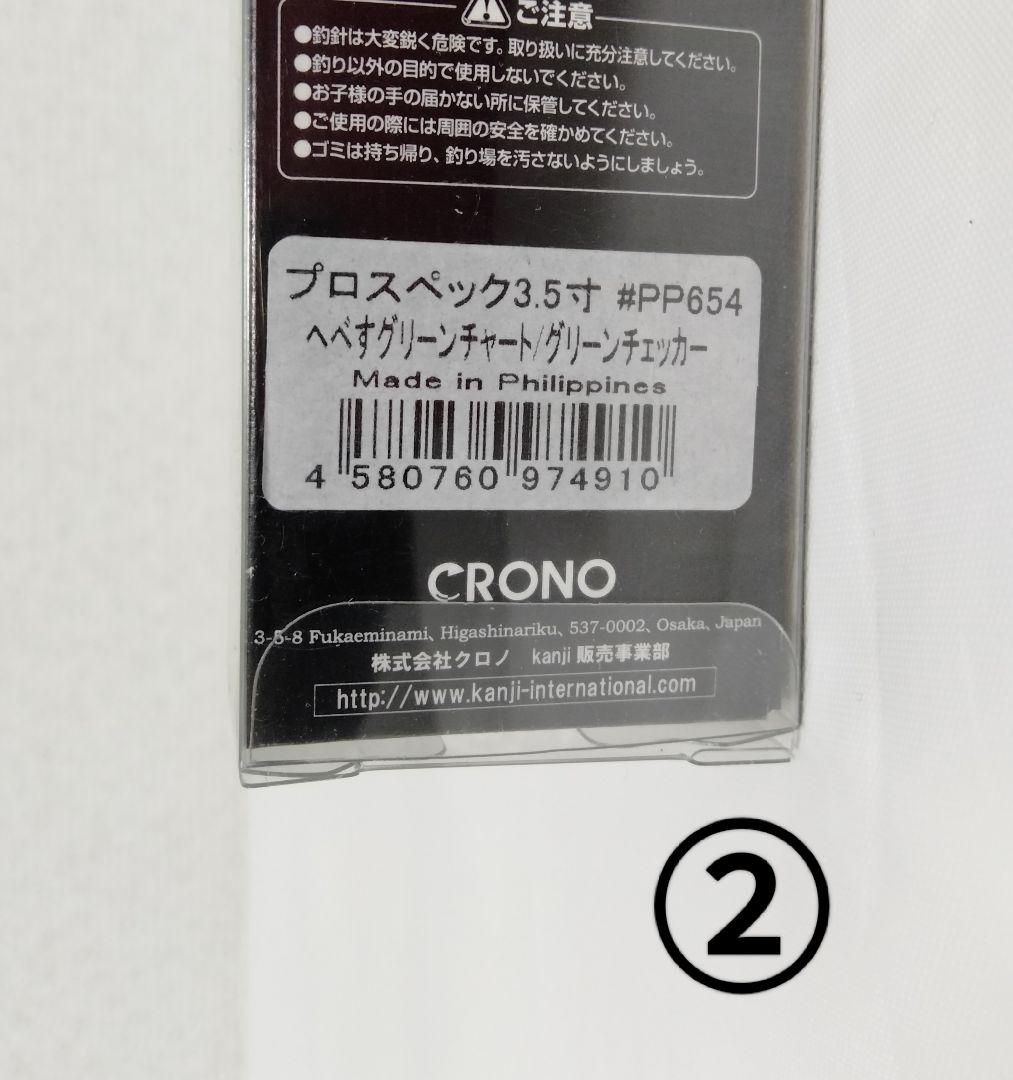 ご注意
●釣針は大変鋭く危険です。取り扱いに充分注意してください。
●釣り以外の目的で使用しないでください。
●お子様の手の届かない所に保管してください。
●ご使用の際には周囲の安全を確かめてください。
●ゴミは持ち帰り、釣り場を汚さないようにしましょう。
プロスペック3.5寸 #PP654
へべすグリーンチャート/グリーンチェッカー
Made in Philippines
4 580760 974910
CRONO
3-5-8 Fukaeminami、Higashinariku、537-0002、Osaka、Japan
株式会社クロノ kanji 販売事業部
http://www.kanji-international.com
②